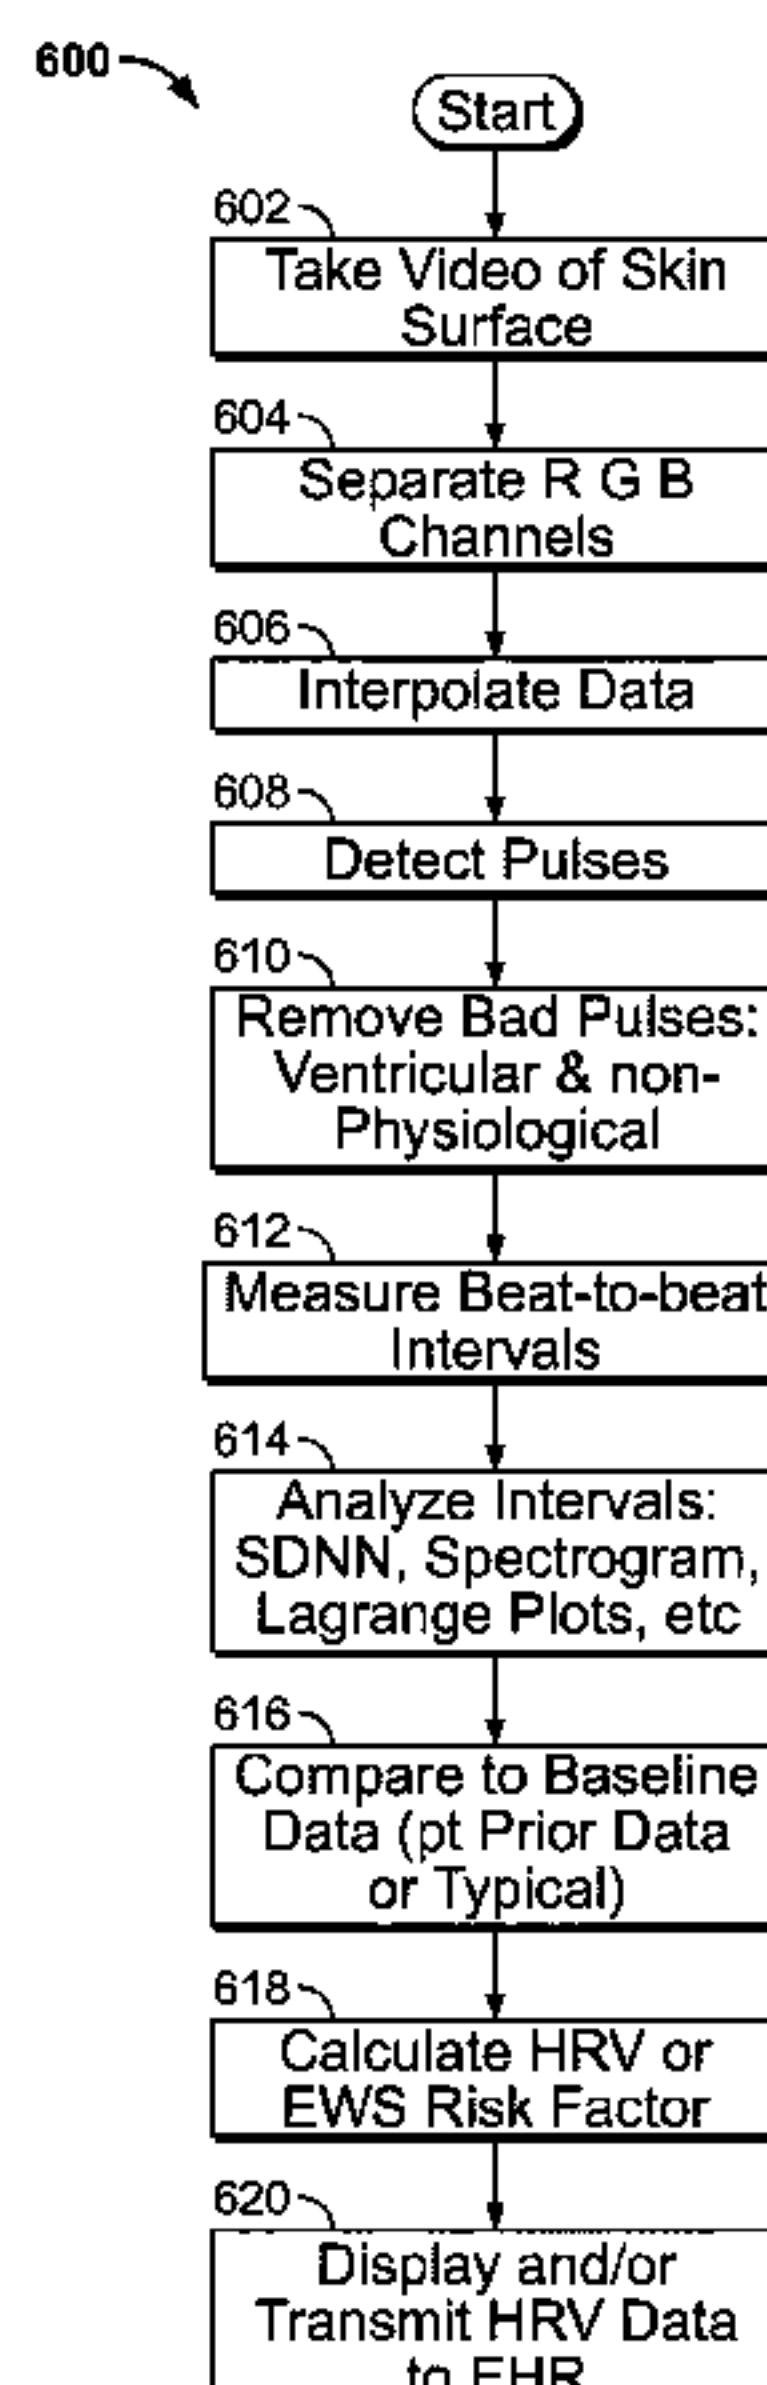 600
Start
602
Take Video of Skin
Surface
604
Separate R G B
Channels
606
Interpolate Data
608
Detect Pulses
610
Remove Bad Pulses:
Ventricular & non-
Physiological
612
Measure Beat-to-beat
Intervals
614
Analyze Intervals:
SDNN, Spectrogram,
Lagrange Plots, etc
616
Compare to Baseline
Data (pt Prior Data
or Typical)
618
Calculate HRV or
EWS Risk Factor
620
Display and/or
Transmit HRV Data
to EHR